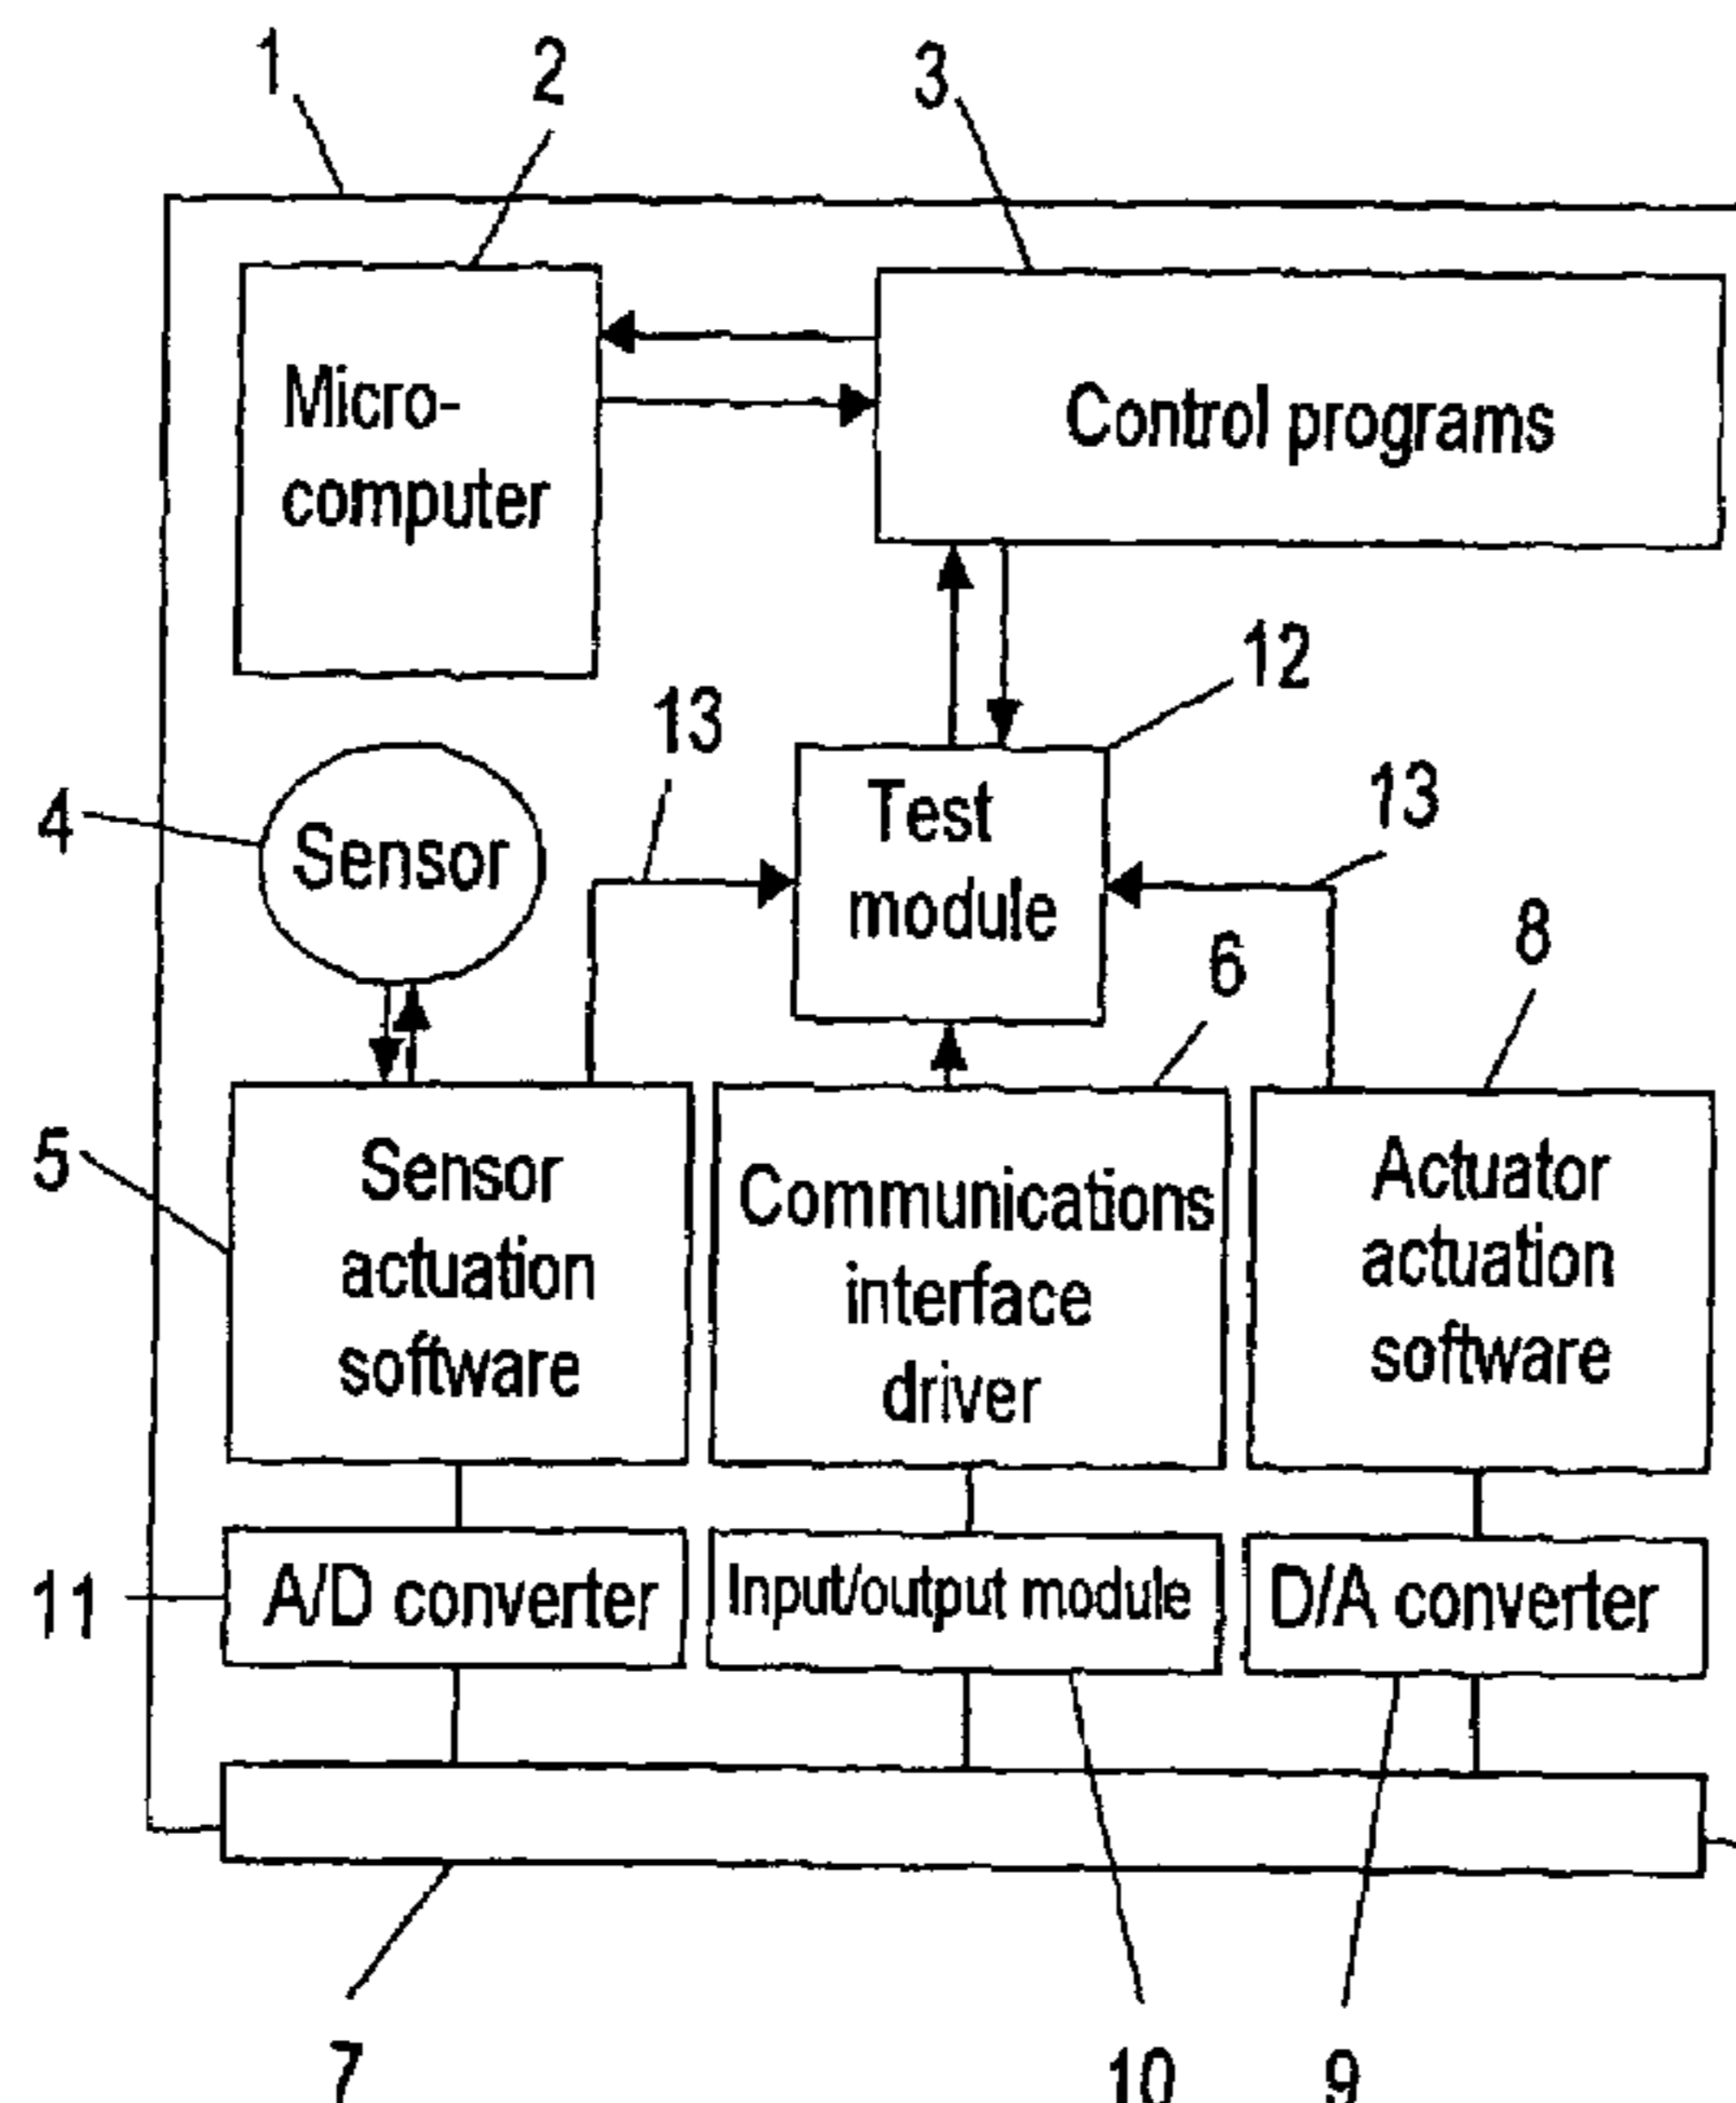 1
2
3
Micro-
computer
Control programs
12
13
Test
module
13
4
Sensor
6
8
5
Sensor
actuation
software
Communications
interface
driver
Actuator
actuation
software
11
A/D converter
Input/output module
D/A converter
7
10
9